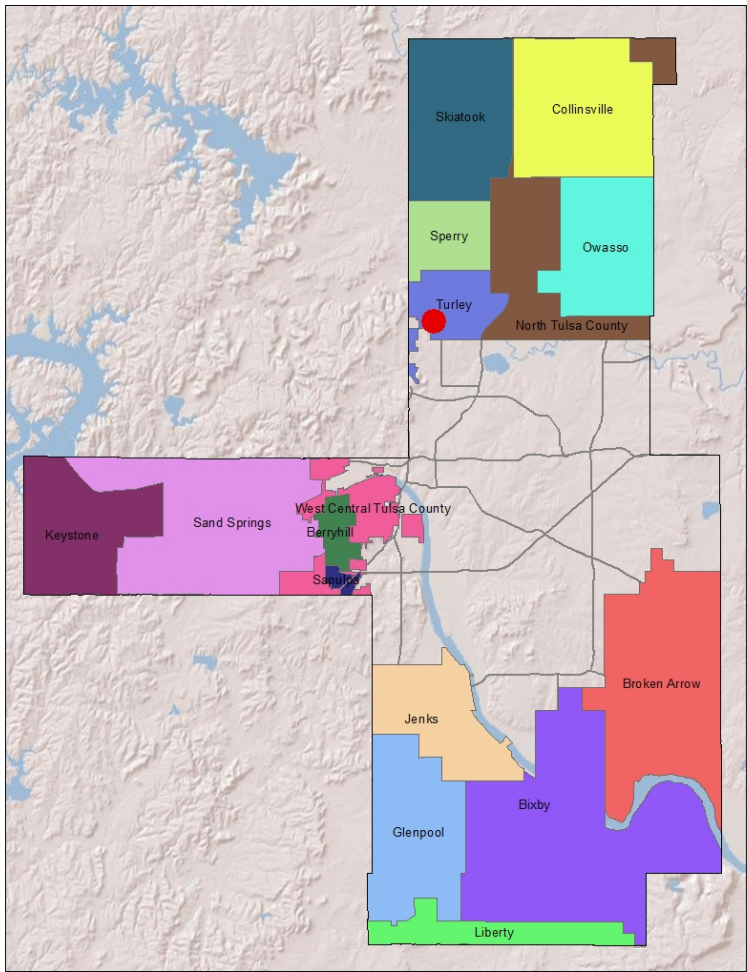 Skiatook
Collinsville
Sperry
Owasso
Turley
North Tulsa County
West Central Tulsa County
Sand Springs
Berryhill
Keystone
Sapulpa
Broken Arrow
Jenks
Bixby
Glenpool
Liberty